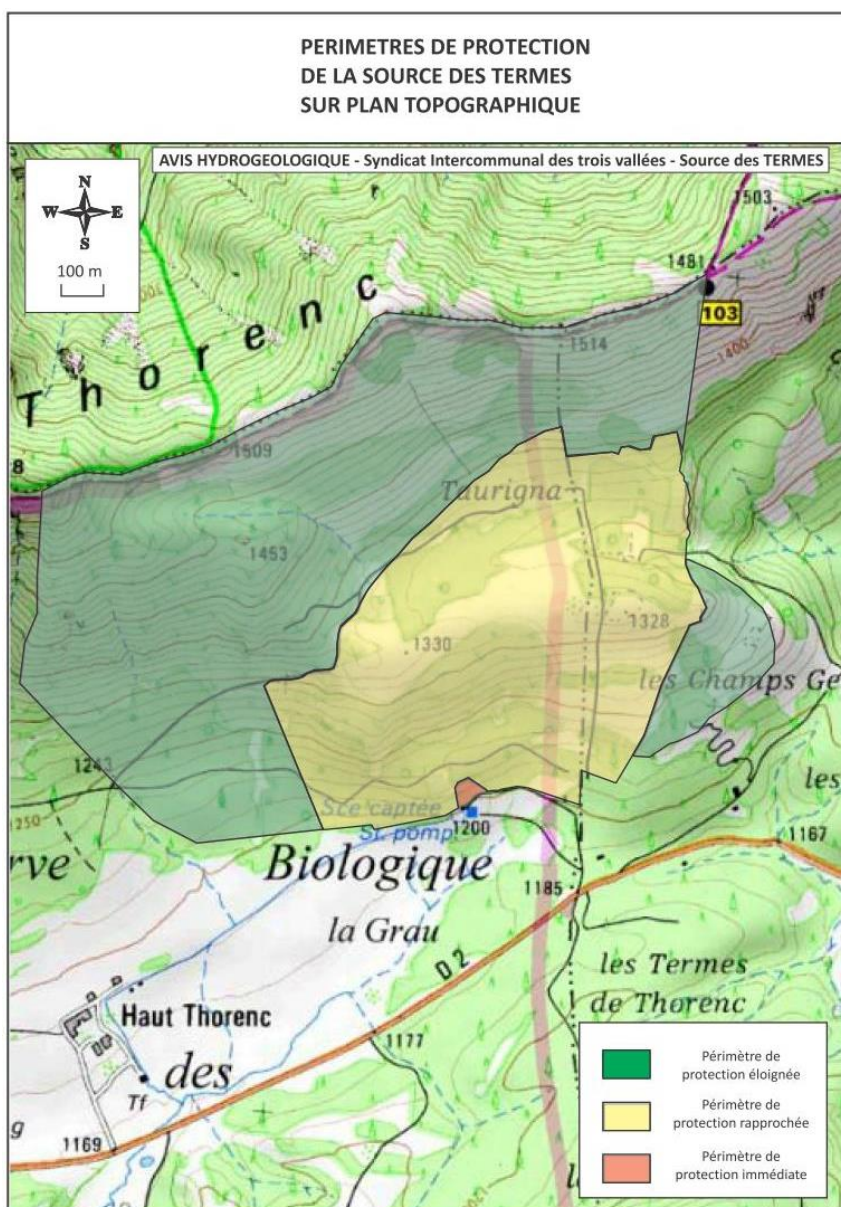 PERIMETRES DE PROTECTION
DE LA SOURCE DES TERMES
SUR PLAN TOPOGRAPHIQUE
AVIS HYDROGEOLOGIQUE - Syndicat Intercommunal des trois vallées - Source des TERMES
N
W E
S
100 m
1503
1481
103
Thorenc
1514
1400
1509
8
Taurigna
1453
1330
1328
les Champs Ge
1243
1250
Sce captée
St. pomp.
1200
les
1167
rve
Biologique
1185
la Grau
D 2
les Termes
de Thorenc
Haut Thorenc
1177
des
Tf
g
1169
Périmètre de
protection éloignée
Périmètre de
protection rapprochée
Périmètre de
protection immédiate